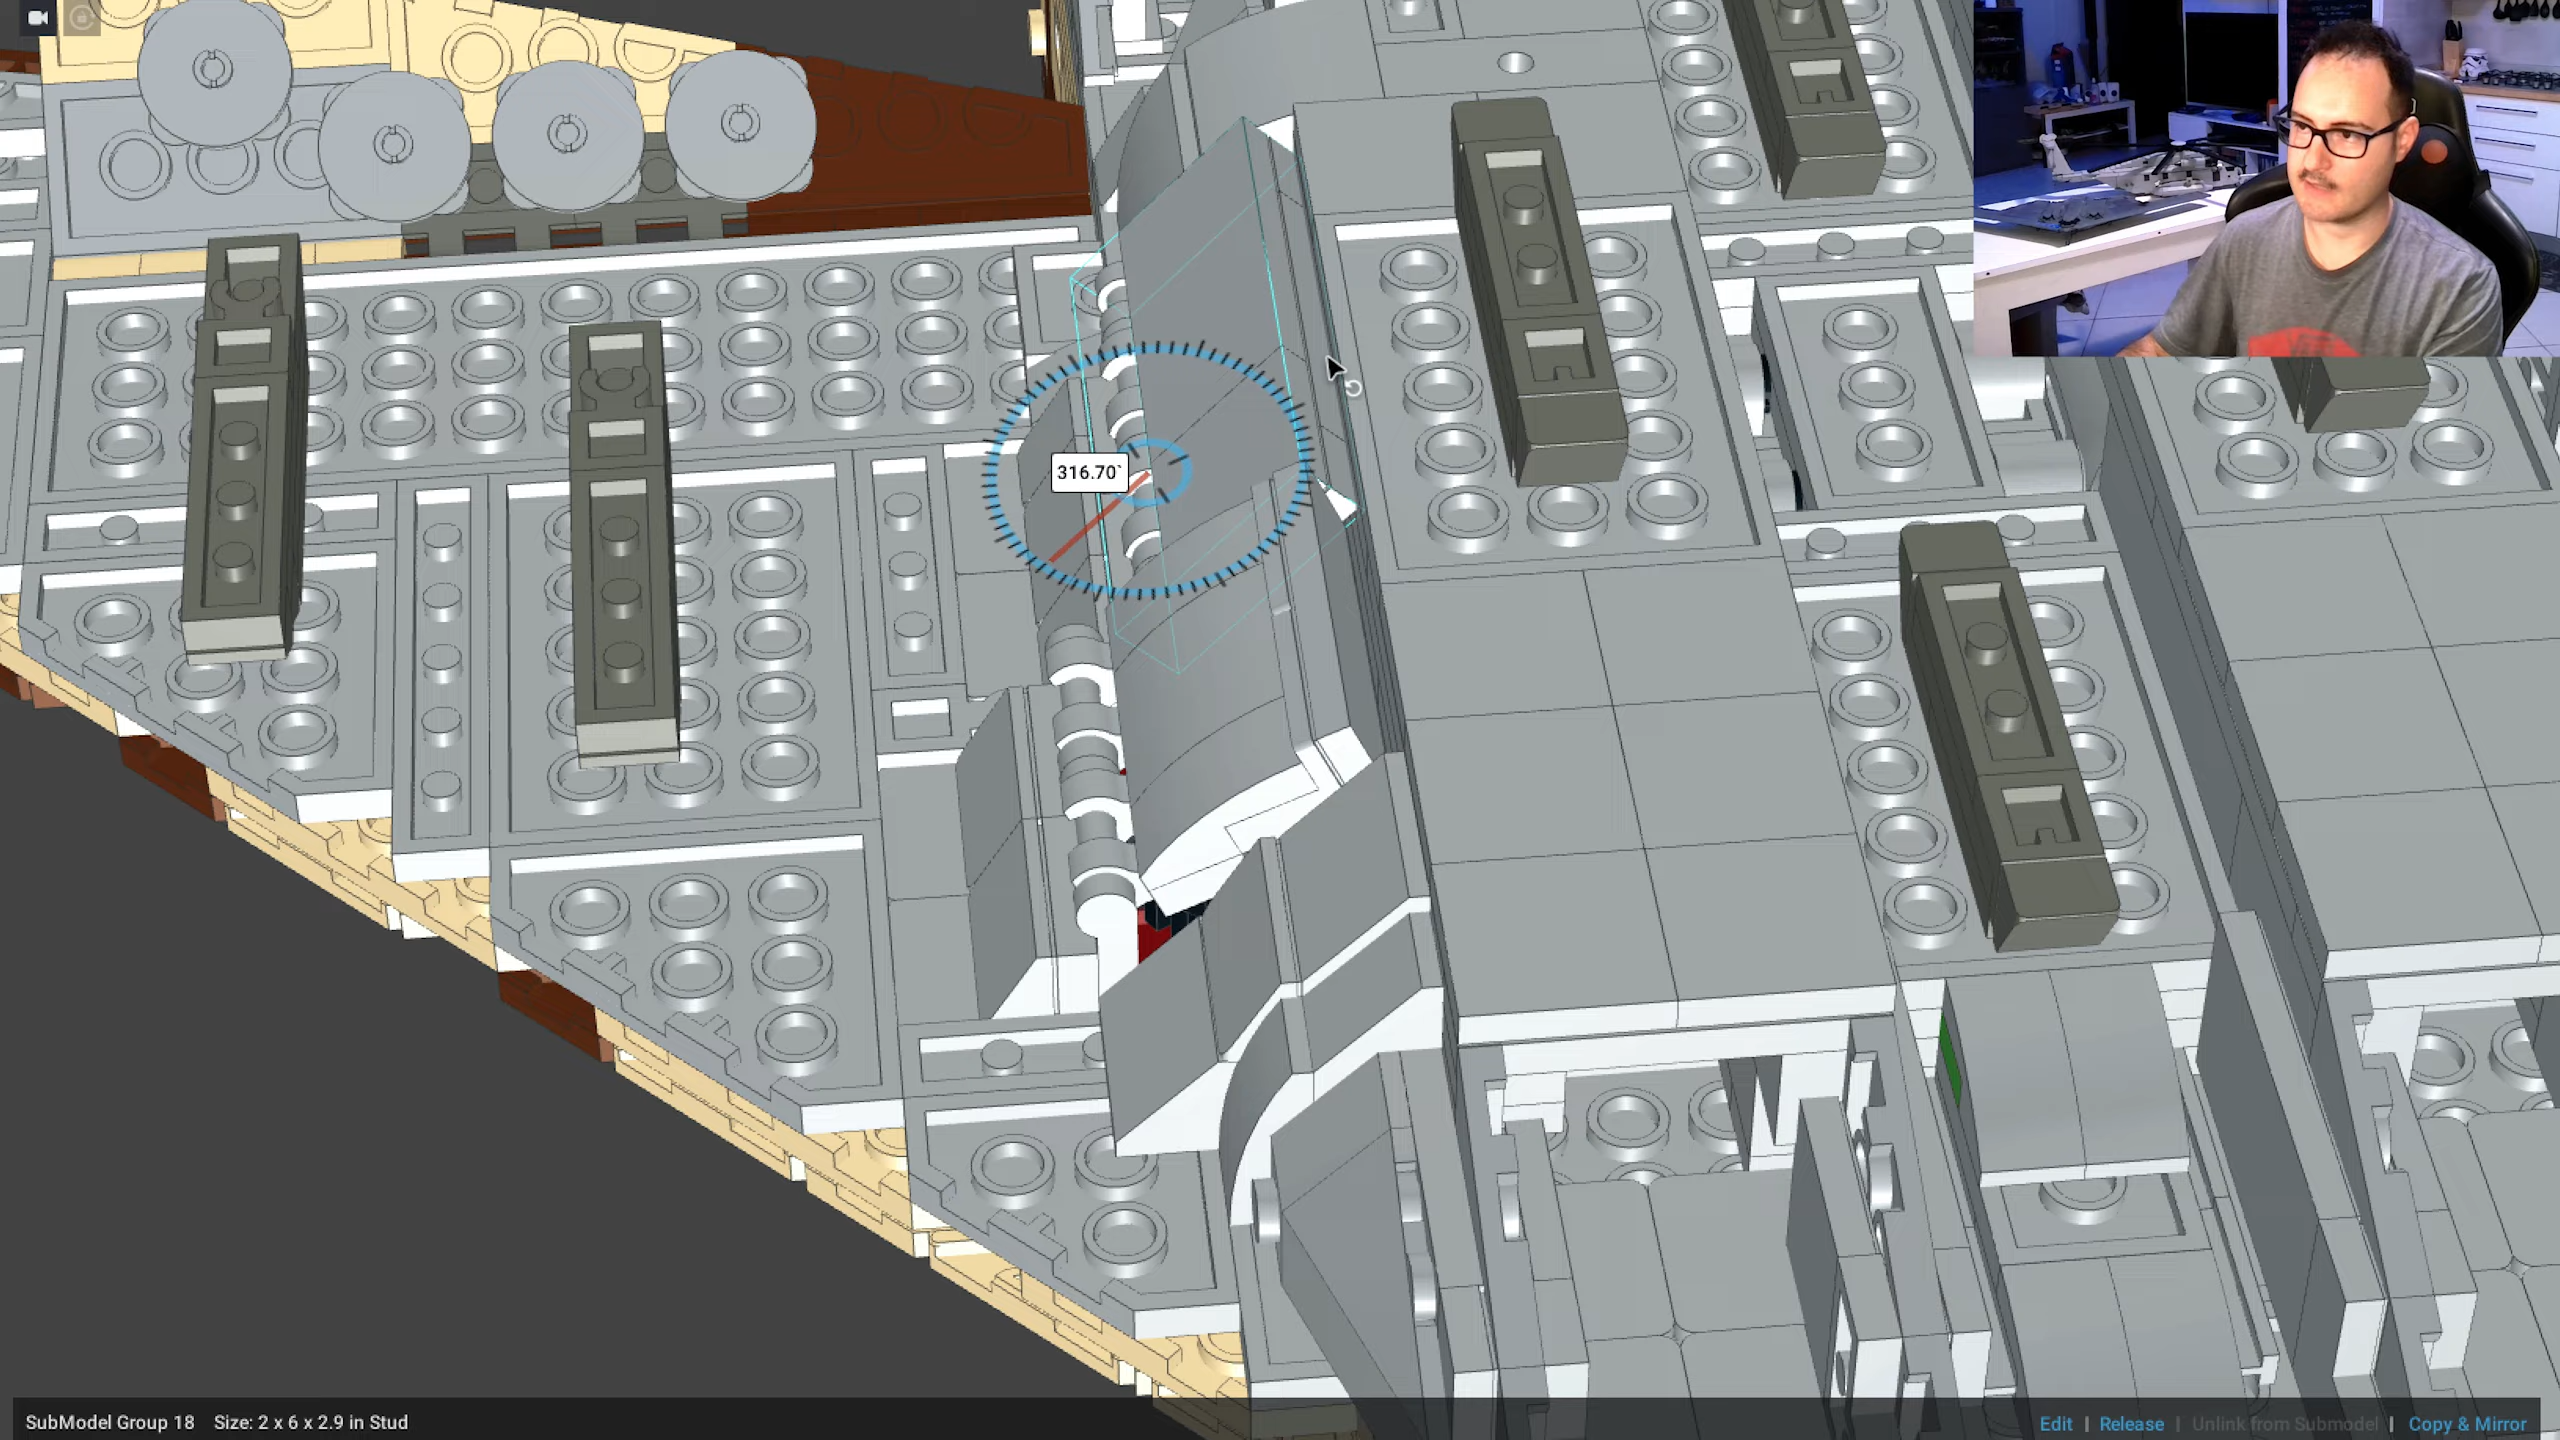 316.70`
SubModel Group 18 Size: 2 x 6 x 2.9 in Stud
Edit | Release | Unlink from Submodel | Copy & Mirror